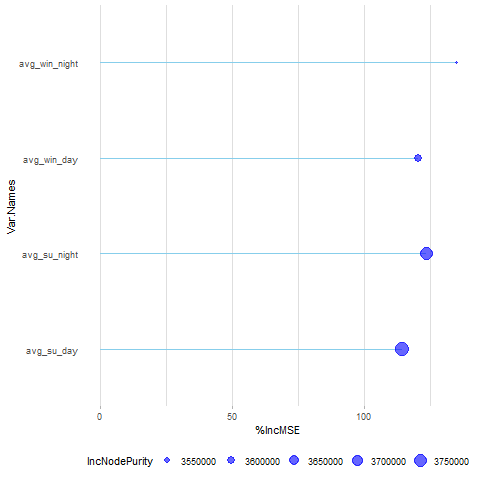 avg_win_night
avg_win_day
avg_su_night
avg_su_day
Var.Names
0 50 100
%IncMSE
IncNodePurity 3550000 3600000 3650000 3700000 3750000